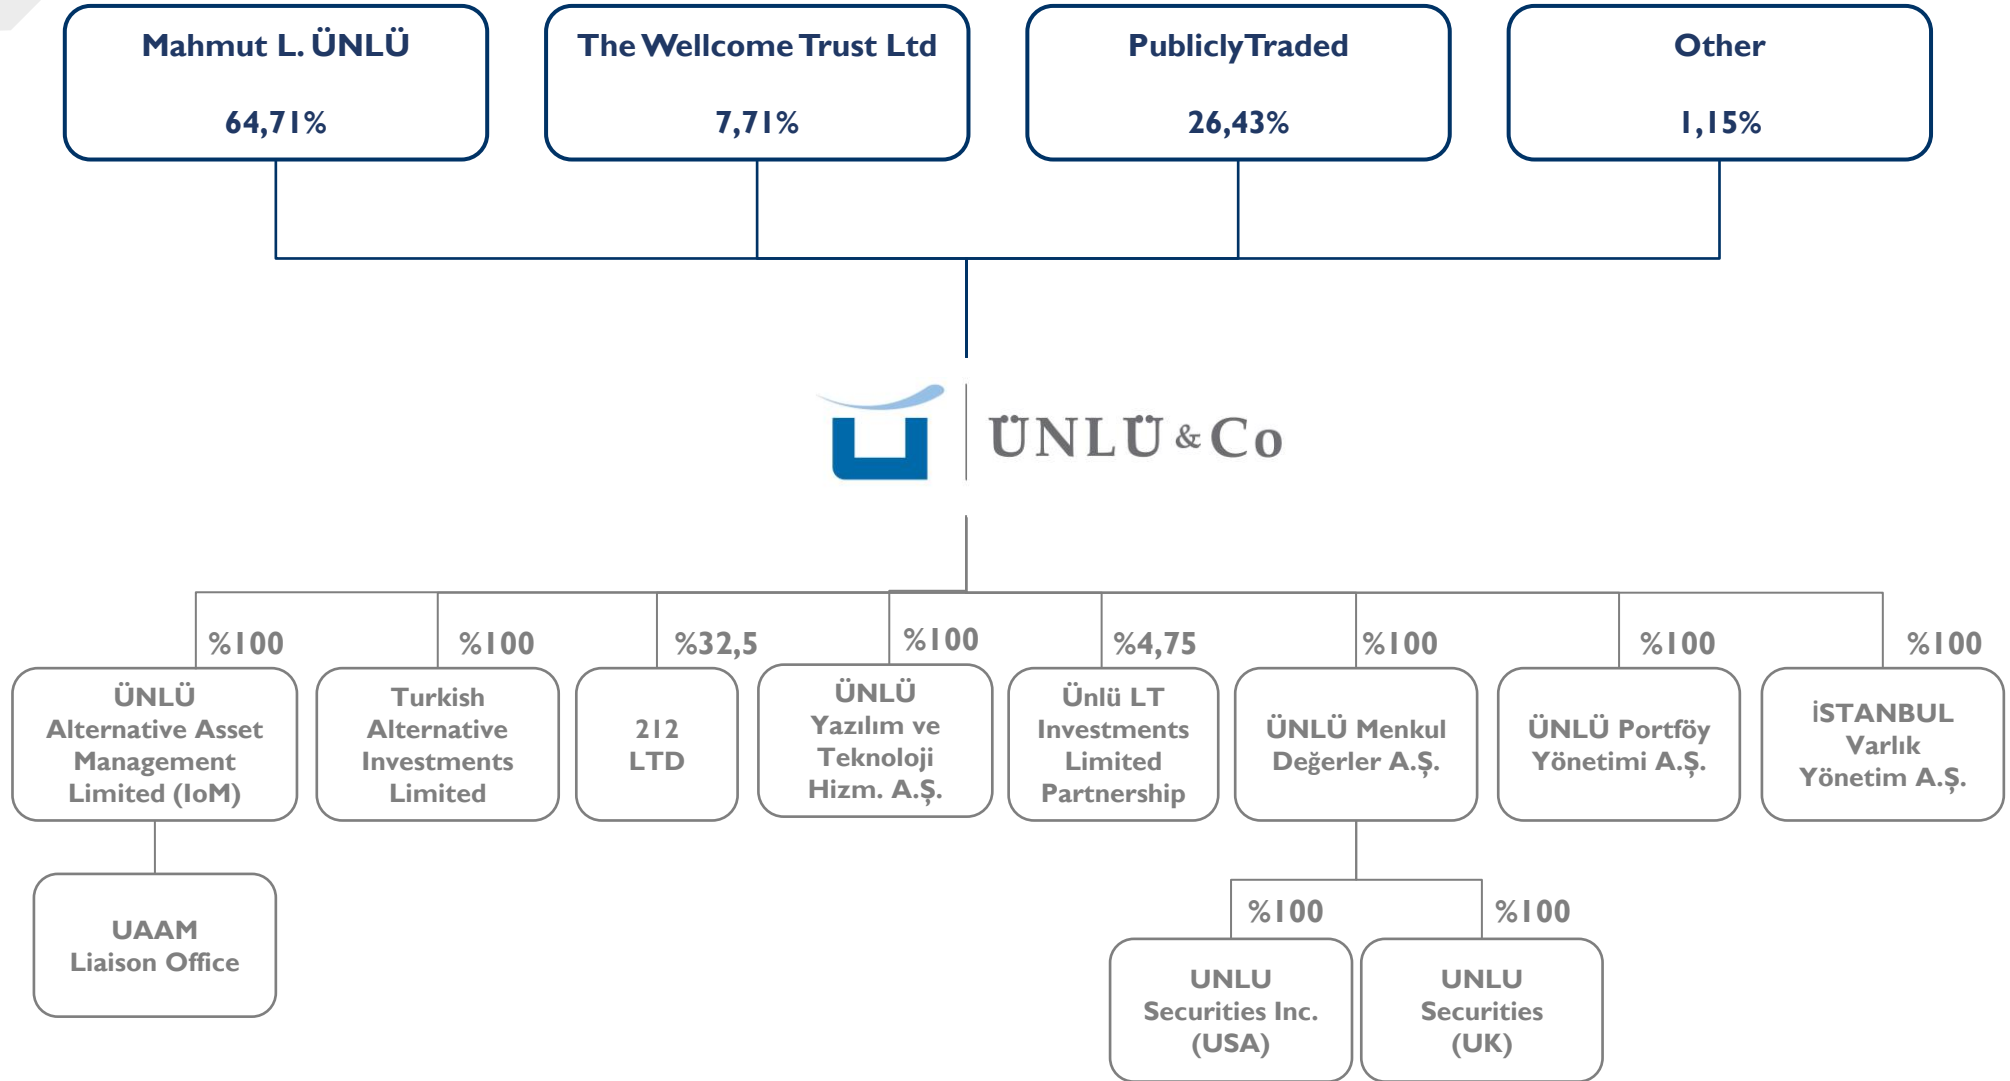 Mahmut L. ÜNLÜ
64,71%
The Wellcome Trust Ltd
7,71%
PubliclyTraded
26,43%
Other
1,15%
ÜNLÜ & Co
%100
%100
%32,5
%100
%4,75
%100
%100
%100
ÜNLÜ
Alternative Asset
Management
Limited (IoM)
Turkish
Alternative
Investments
Limited
212
LTD
ÜNLÜ
Yazılım ve
Teknoloji
Hizm. A.Ş.
Ünlü LT
Investments
Limited
Partnership
ÜNLÜ Menkul
Değerler A.Ş.
ÜNLÜ Portföy
Yönetimi A.Ş.
İSTANBUL
Varlık
Yönetim A.Ş.
UAAM
Liaison Office
%100
%100
UNLU
Securities Inc.
(USA)
UNLU
Securities
(UK)